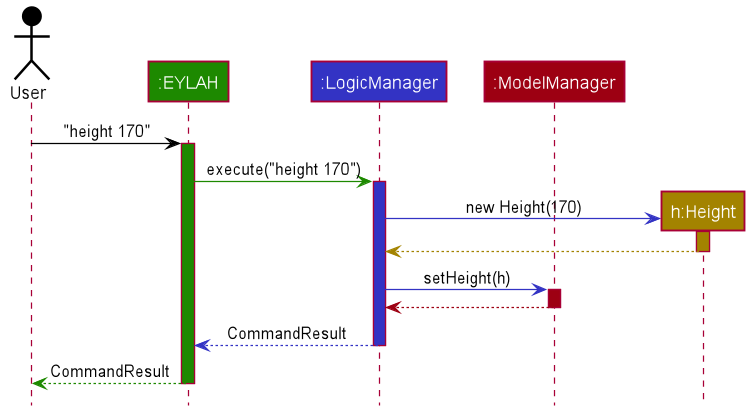 User
:EYLAH
:LogicManager
:ModelManager
"height 170"
execute("height 170")
new Height(170)
h:Height
setHeight(h)
CommandResult
CommandResult